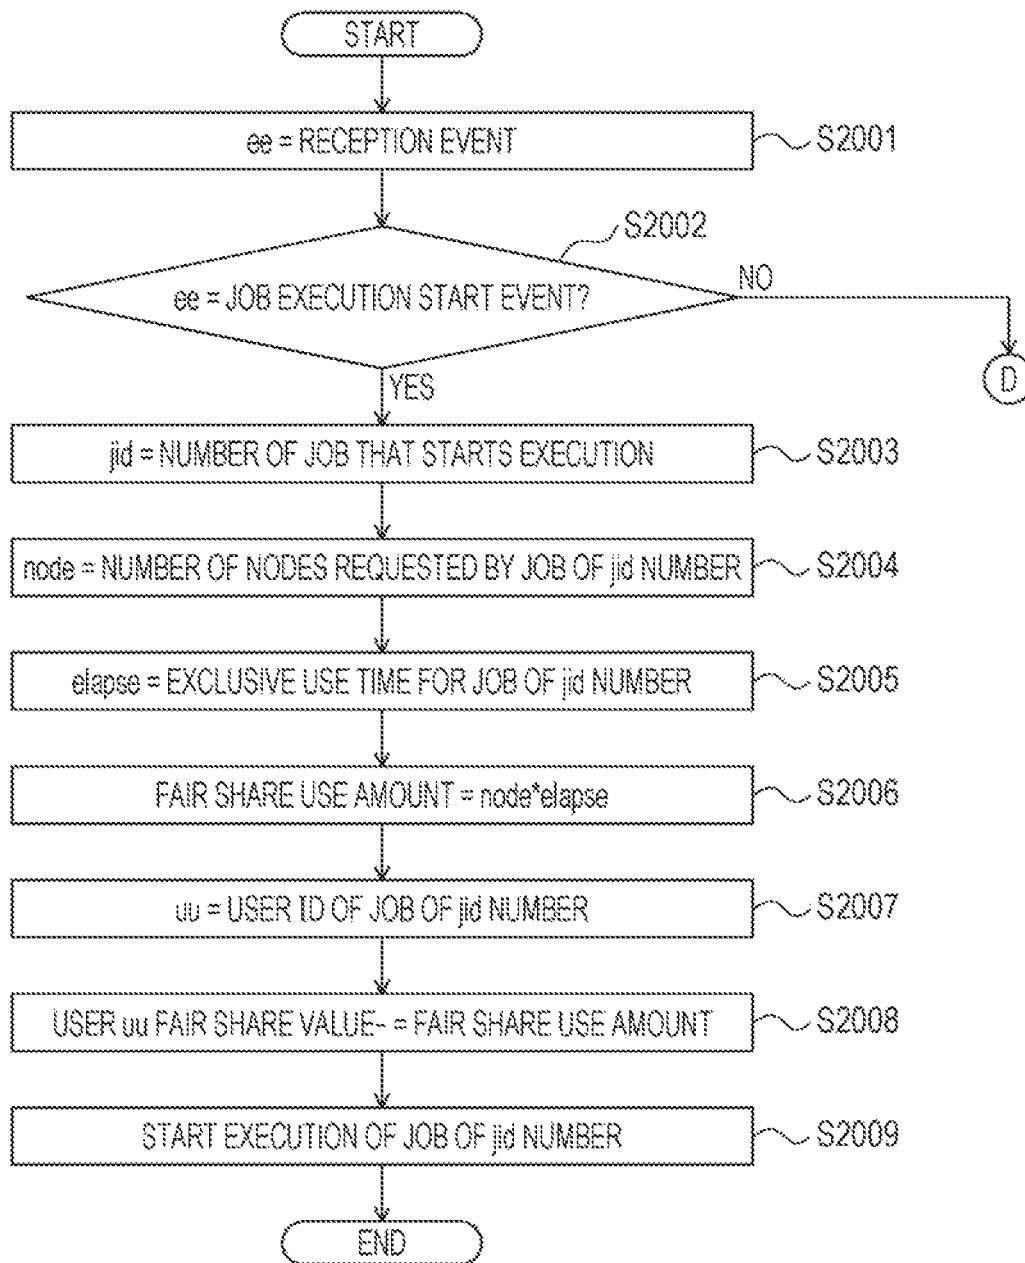 START
ee = RECEPTION EVENT
S2001
S2002
ee = JOB EXECUTION START EVENT?
NO
D
YES
jid = NUMBER OF JOB THAT STARTS EXECUTION
S2003
node = NUMBER OF NODES REQUESTED BY JOB OF jid NUMBER
S2004
elapse = EXCLUSIVE USE TIME FOR JOB OF jid NUMBER
S2005
FAIR SHARE USE AMOUNT = node*elapse
S2006
uu = USER ID OF JOB OF jid NUMBER
S2007
USER uu FAIR SHARE VALUE- = FAIR SHARE USE AMOUNT
S2008
START EXECUTION OF JOB OF jid NUMBER
S2009
END